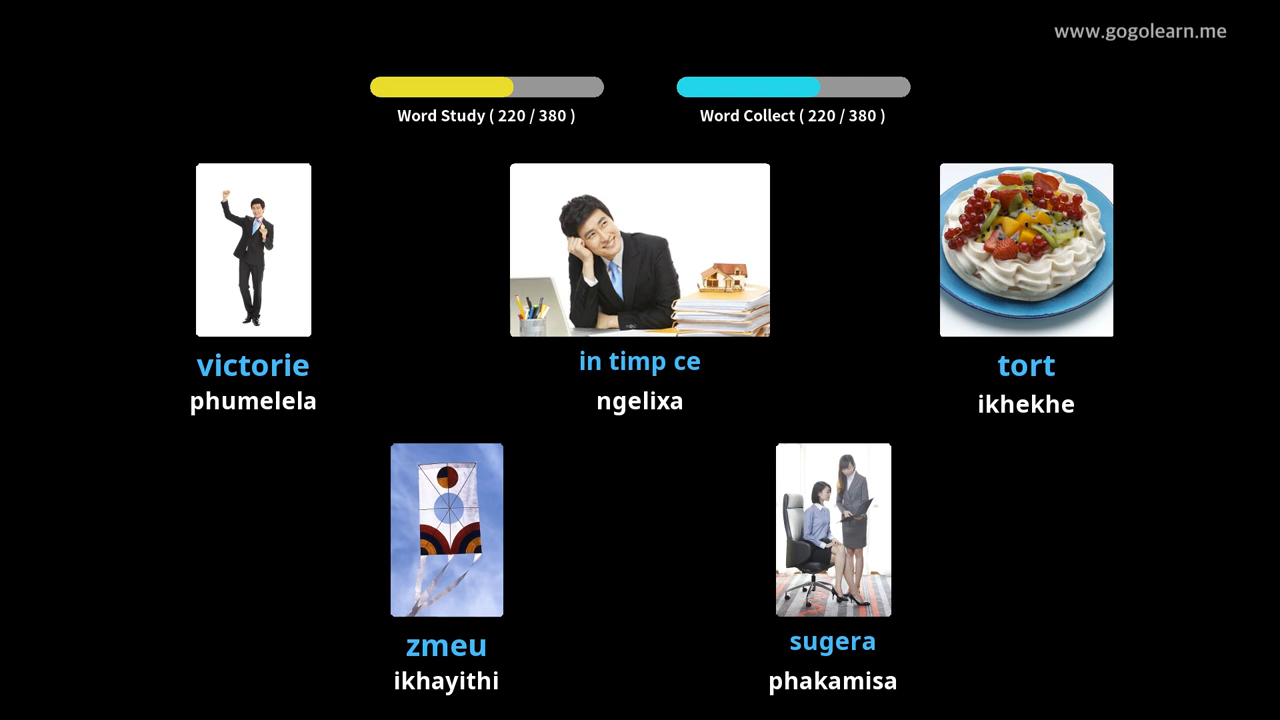 www.gogolearn.me
Word Study ( 220 / 380 )
Word Collect ( 220 / 380 )
victorie
phumelela
in timp ce
ngelixa
tort
ikhekhe
zmeu
ikhayithi
sugera
phakamisa